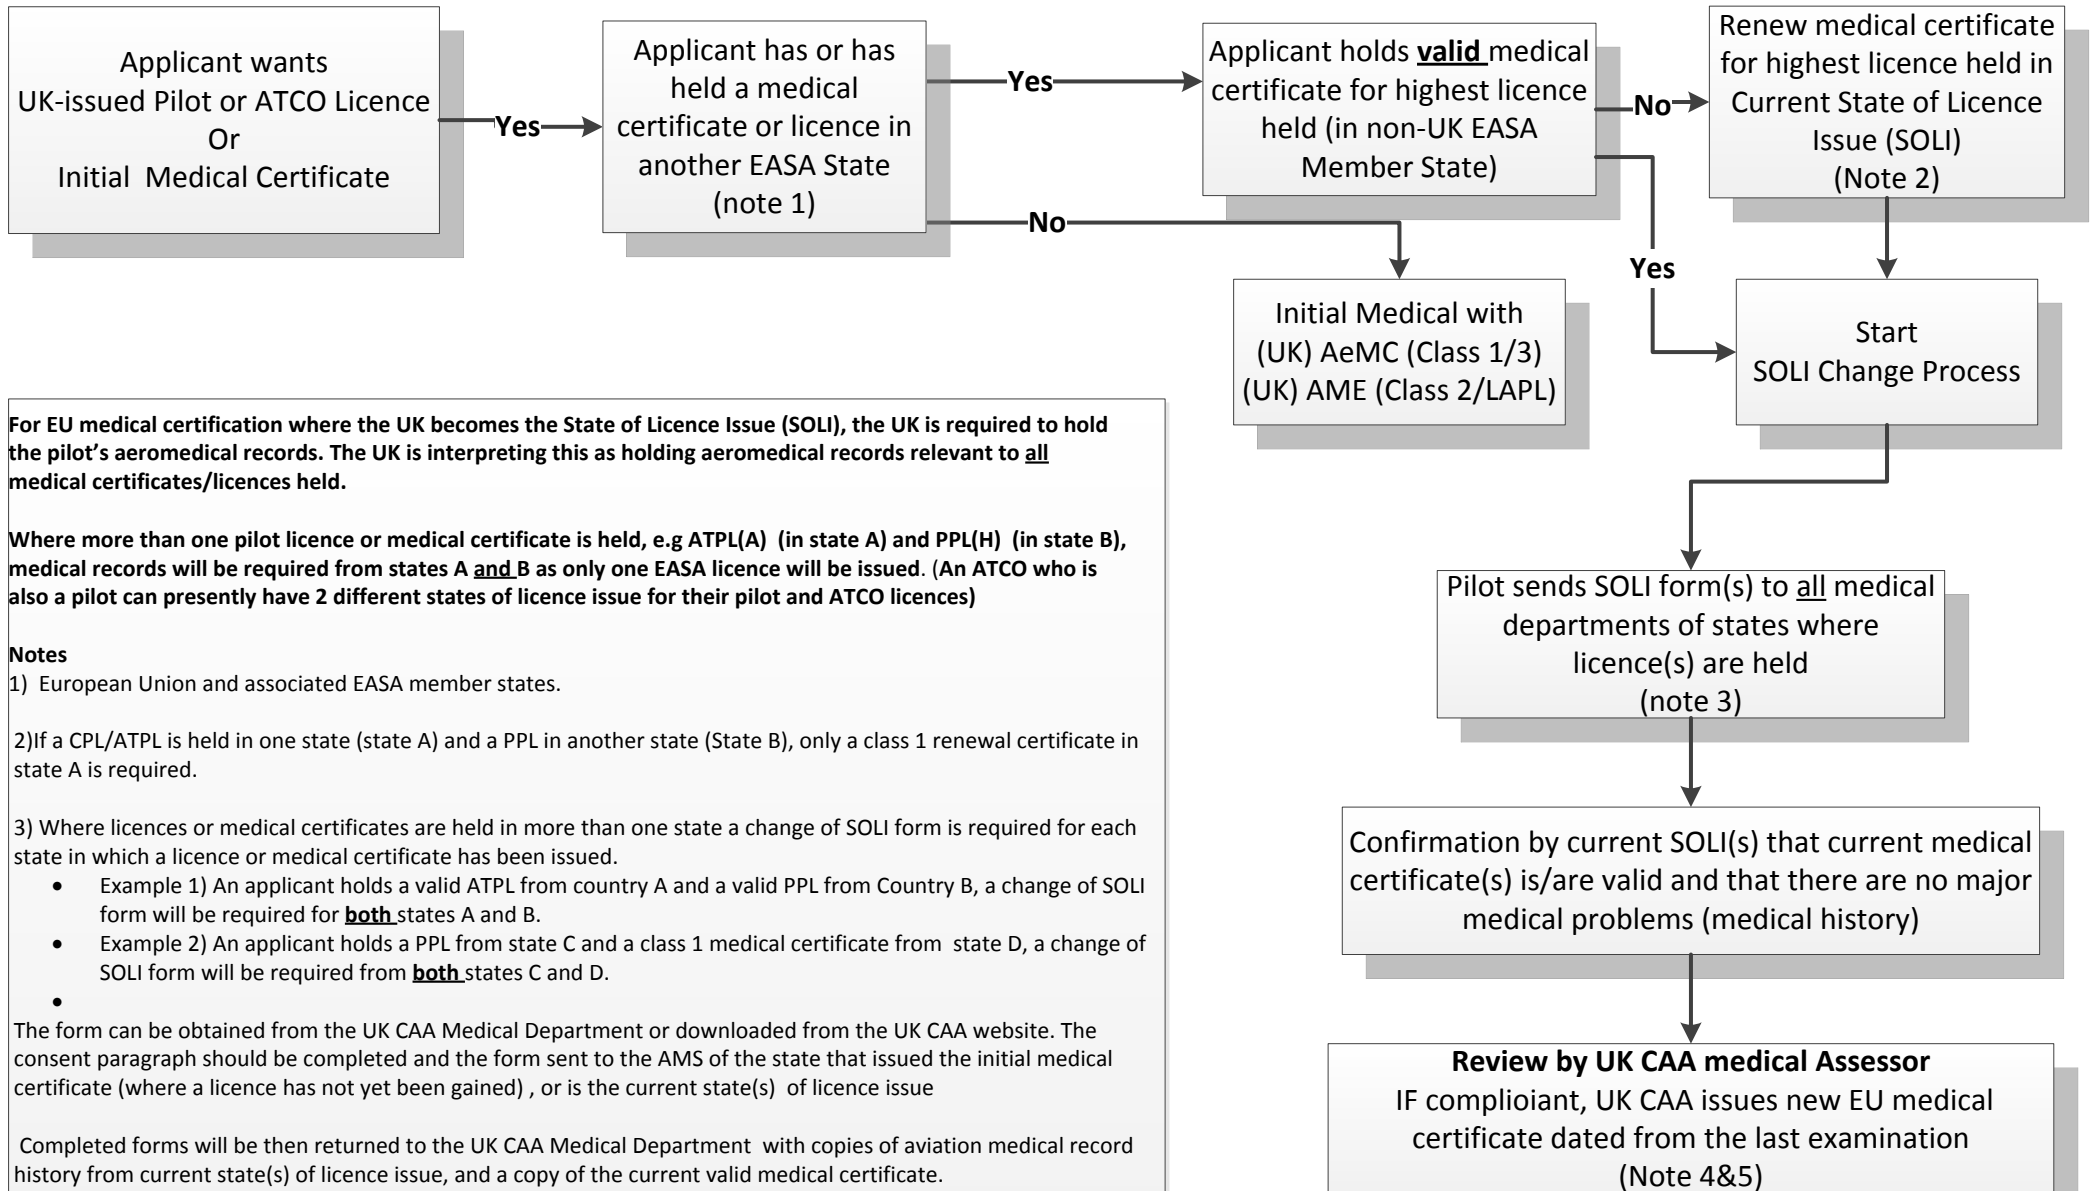 Applicant wants
UK-issued Pilot or ATCO Licence
Or
Initial  Medical Certificate
Yes
Applicant has or has
held a medical
certificate or licence in
another EASA State
(note 1)
Yes
No
Applicant holds valid medical
certificate for highest licence
held (in non-UK EASA
Member State)
No
Yes
Renew medical certificate
for highest licence held in
Current State of Licence
Issue (SOLI)
(Note 2)
Initial Medical with
(UK) AeMC (Class 1/3)
(UK) AME (Class 2/LAPL)
Start
SOLI Change Process
Pilot sends SOLI form(s) to all medical
departments of states where
licence(s) are held
(note 3)
Confirmation by current SOLI(s) that current medical
certificate(s) is/are valid and that there are no major
medical problems (medical history)
Review by UK CAA medical Assessor
IF complioiant, UK CAA issues new EU medical
certificate dated from the last examination
(Note 4&5)
For EU medical certification where the UK becomes the State of Licence Issue (SOLI), the UK is required to hold
the pilot's aeromedical records. The UK is interpreting this as holding aeromedical records relevant to all
medical certificates/licences held.
Where more than one pilot licence or medical certificate is held, e.g ATPL(A)  (in state A) and PPL(H)  (in state B),
medical records will be required from states A and B as only one EASA licence will be issued. (An ATCO who is
also a pilot can presently have 2 different states of licence issue for their pilot and ATCO licences)
Notes
1)  European Union and associated EASA member states.
2)If a CPL/ATPL is held in one state (state A) and a PPL in another state (State B), only a class 1 renewal certificate in
state A is required.
3) Where licences or medical certificates are held in more than one state a change of SOLI form is required for each
state in which a licence or medical certificate has been issued.
• Example 1) An applicant holds a valid ATPL from country A and a valid PPL from Country B, a change of SOLI
form will be required for both states A and B.
• Example 2) An applicant holds a PPL from state C and a class 1 medical certificate from  state D, a change of
SOLI form will be required from both states C and D.
•
The form can be obtained from the UK CAA Medical Department or downloaded from the UK CAA website. The
consent paragraph should be completed and the form sent to the AMS of the state that issued the initial medical
certificate (where a licence has not yet been gained) , or is the current state(s)  of licence issue
Completed forms will be then returned to the UK CAA Medical Department  with copies of aviation medical record
history from current state(s) of licence issue, and a copy of the current valid medical certificate.